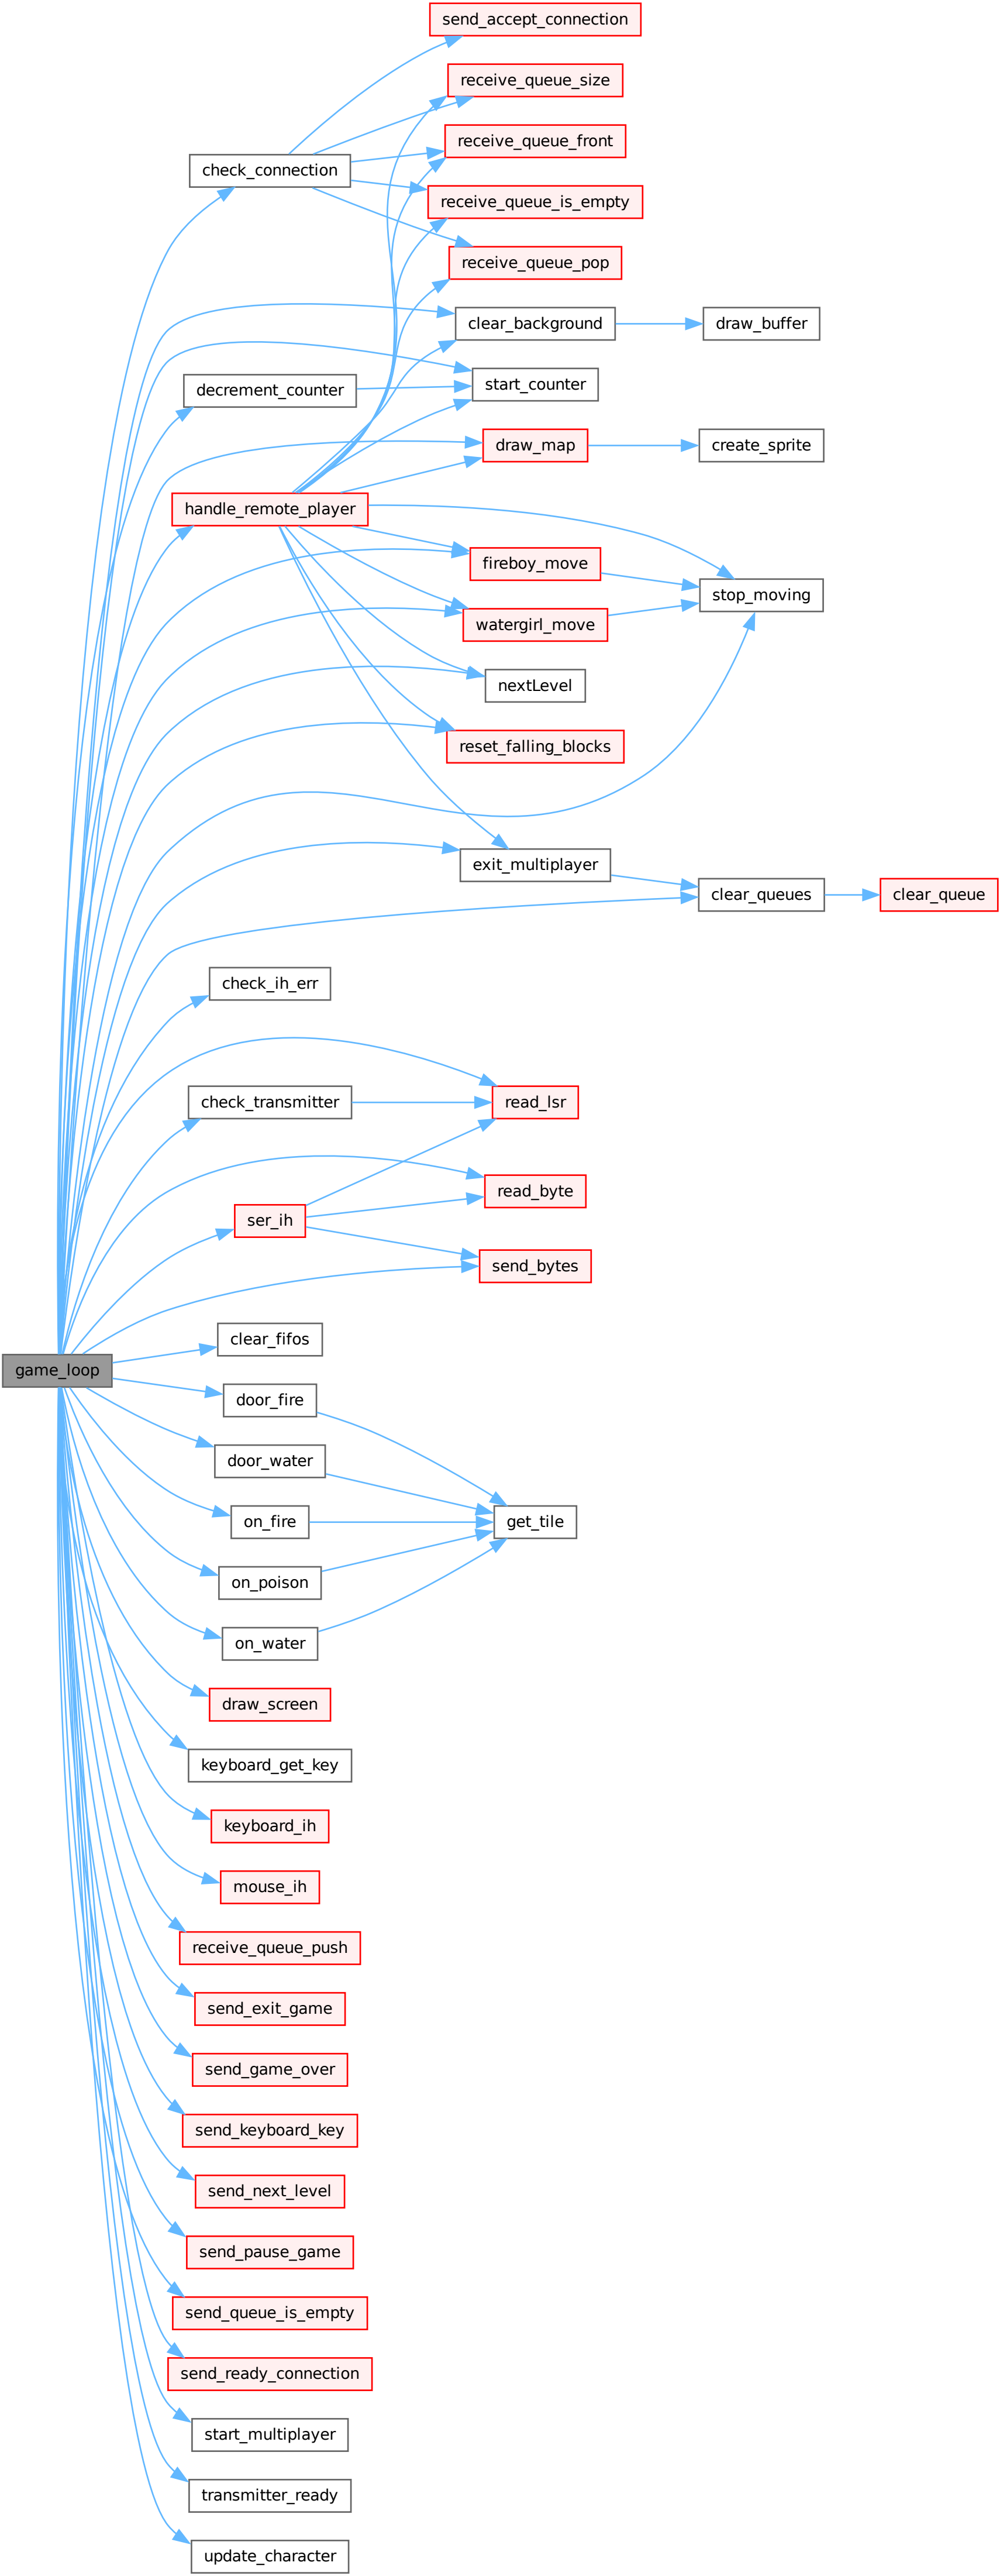 send_accept_connection
receive_queue_size
receive_queue_front
check_connection
receive_queue_is_empty
receive_queue_pop
clear_background
draw_buffer
decrement_counter
start_counter
draw_map
create_sprite
handle_remote_player
fireboy_move
stop_moving
watergirl_move
nextLevel
reset_falling_blocks
exit_multiplayer
clear_queues
clear_queue
check_ih_err
check_transmitter
read_lsr
read_byte
ser_ih
send_bytes
clear_fifos
game_loop
door_fire
door_water
on_fire
get_tile
on_poison
on_water
draw_screen
keyboard_get_key
keyboard_ih
mouse_ih
receive_queue_push
send_exit_game
send_game_over
send_keyboard_key
send_next_level
send_pause_game
send_queue_is_empty
send_ready_connection
start_multiplayer
transmitter_ready
update_character